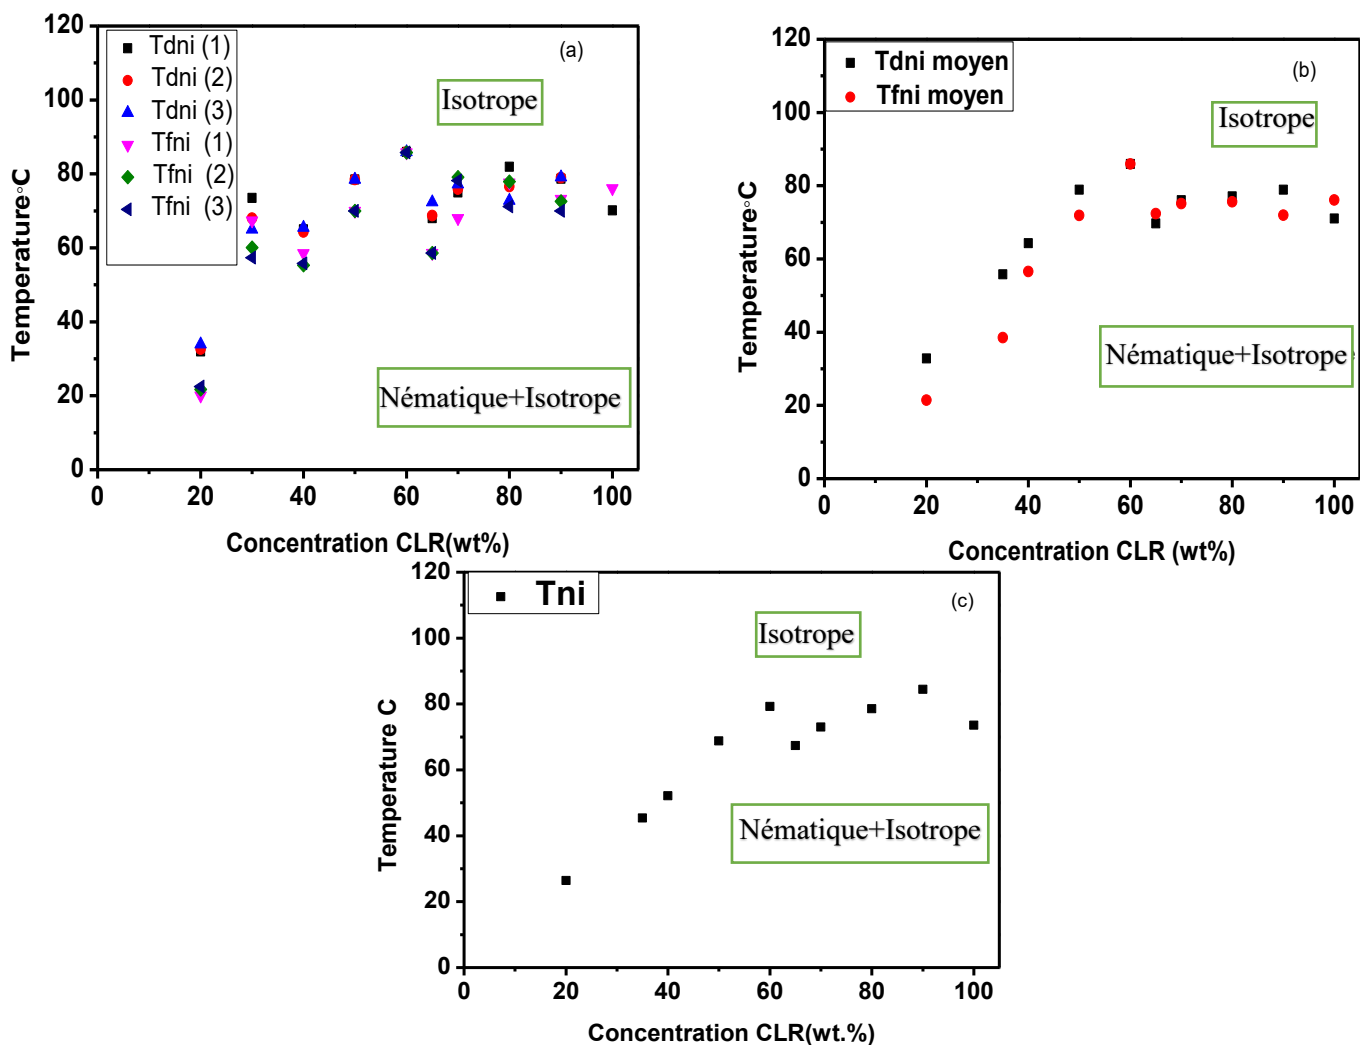 120
100
80
60
40
20
0
Temperature°C
Tdni (1)
Tdni (2)
Tdni (3)
Tfni (1)
Tfni (2)
Tfni (3)
(a)
Isotrope
Nématique+Isotrope
0 20 40 60 80 100
Concentration CLR(wt%)
120
100
80
60
40
20
0
Temperature°C
Tdni moyen
Tfni moyen
(b)
Isotrope
Nématique+Isotrope
0 20 40 60 80 100
Concentration CLR (wt%)
120
100
80
60
40
20
0
Temperature C
Tni
(c)
Isotrope
Nématique+Isotrope
0 20 40 60 80 100
Concentration CLR(wt.%)